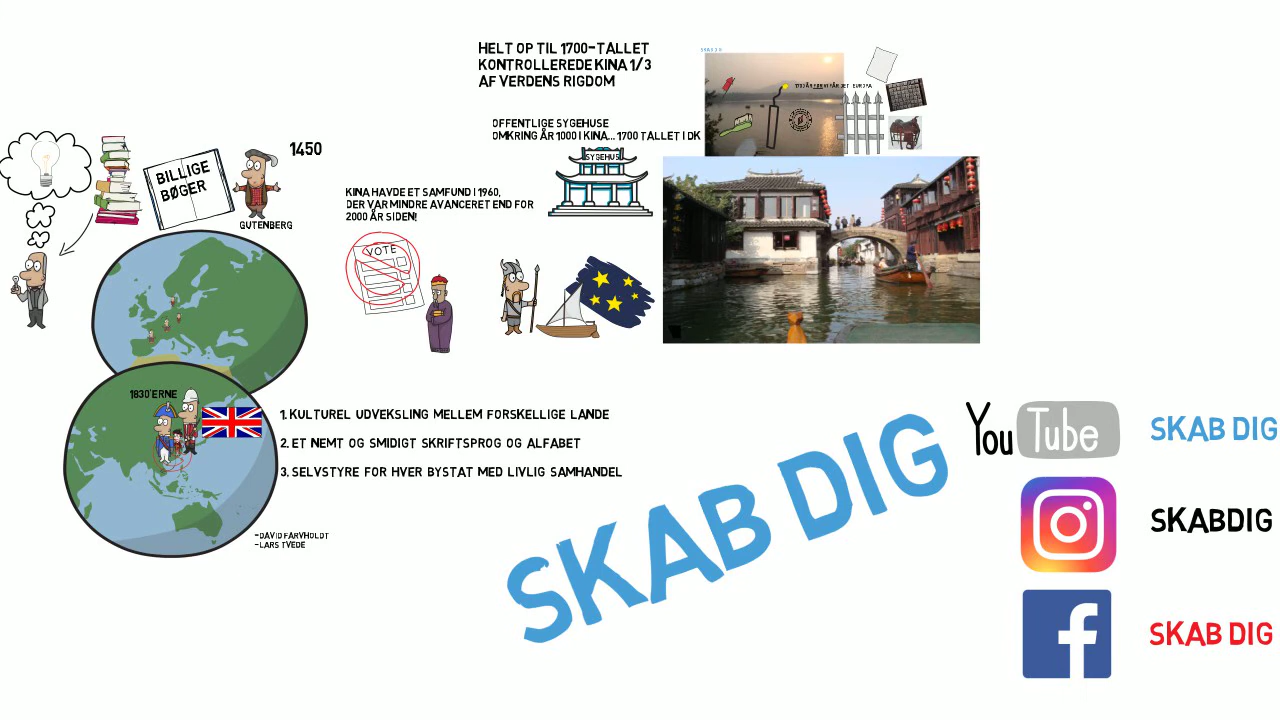 HELT OP TIL 1700-TALLET
KONTROLLEREDE KINA 1/3
AF VERDENS RIGDOM
SKAB DIG
OFFENTLIGE SYGEHUSE
OMKRING ÅR 1000 I KINA... 1700 TALLET I DK
SYGEHUS
1450
BILLIGE
BØGER
GUTENBERG
KINA HAVDE ET SAMFUND I 1960,
DER VAR MINDRE AVANCERET END FOR
2000 ÅR SIDEN!
VOTE
1830'ERNE
1. KULTUREL UDVEKSLING MELLEM FORSKELLIGE LANDE
2. ET NEMT OG SMIDIGT SKRIFTSPROG OG ALFABET
3. SELVSTYRE FOR HVER BYSTAT MED LIVLIG SAMHANDEL
-DAVID FARVHOLDT
-LARS TVEDE
SKAB DIG
You Tube
SKAB DIG
SKABDIG
SKAB DIG